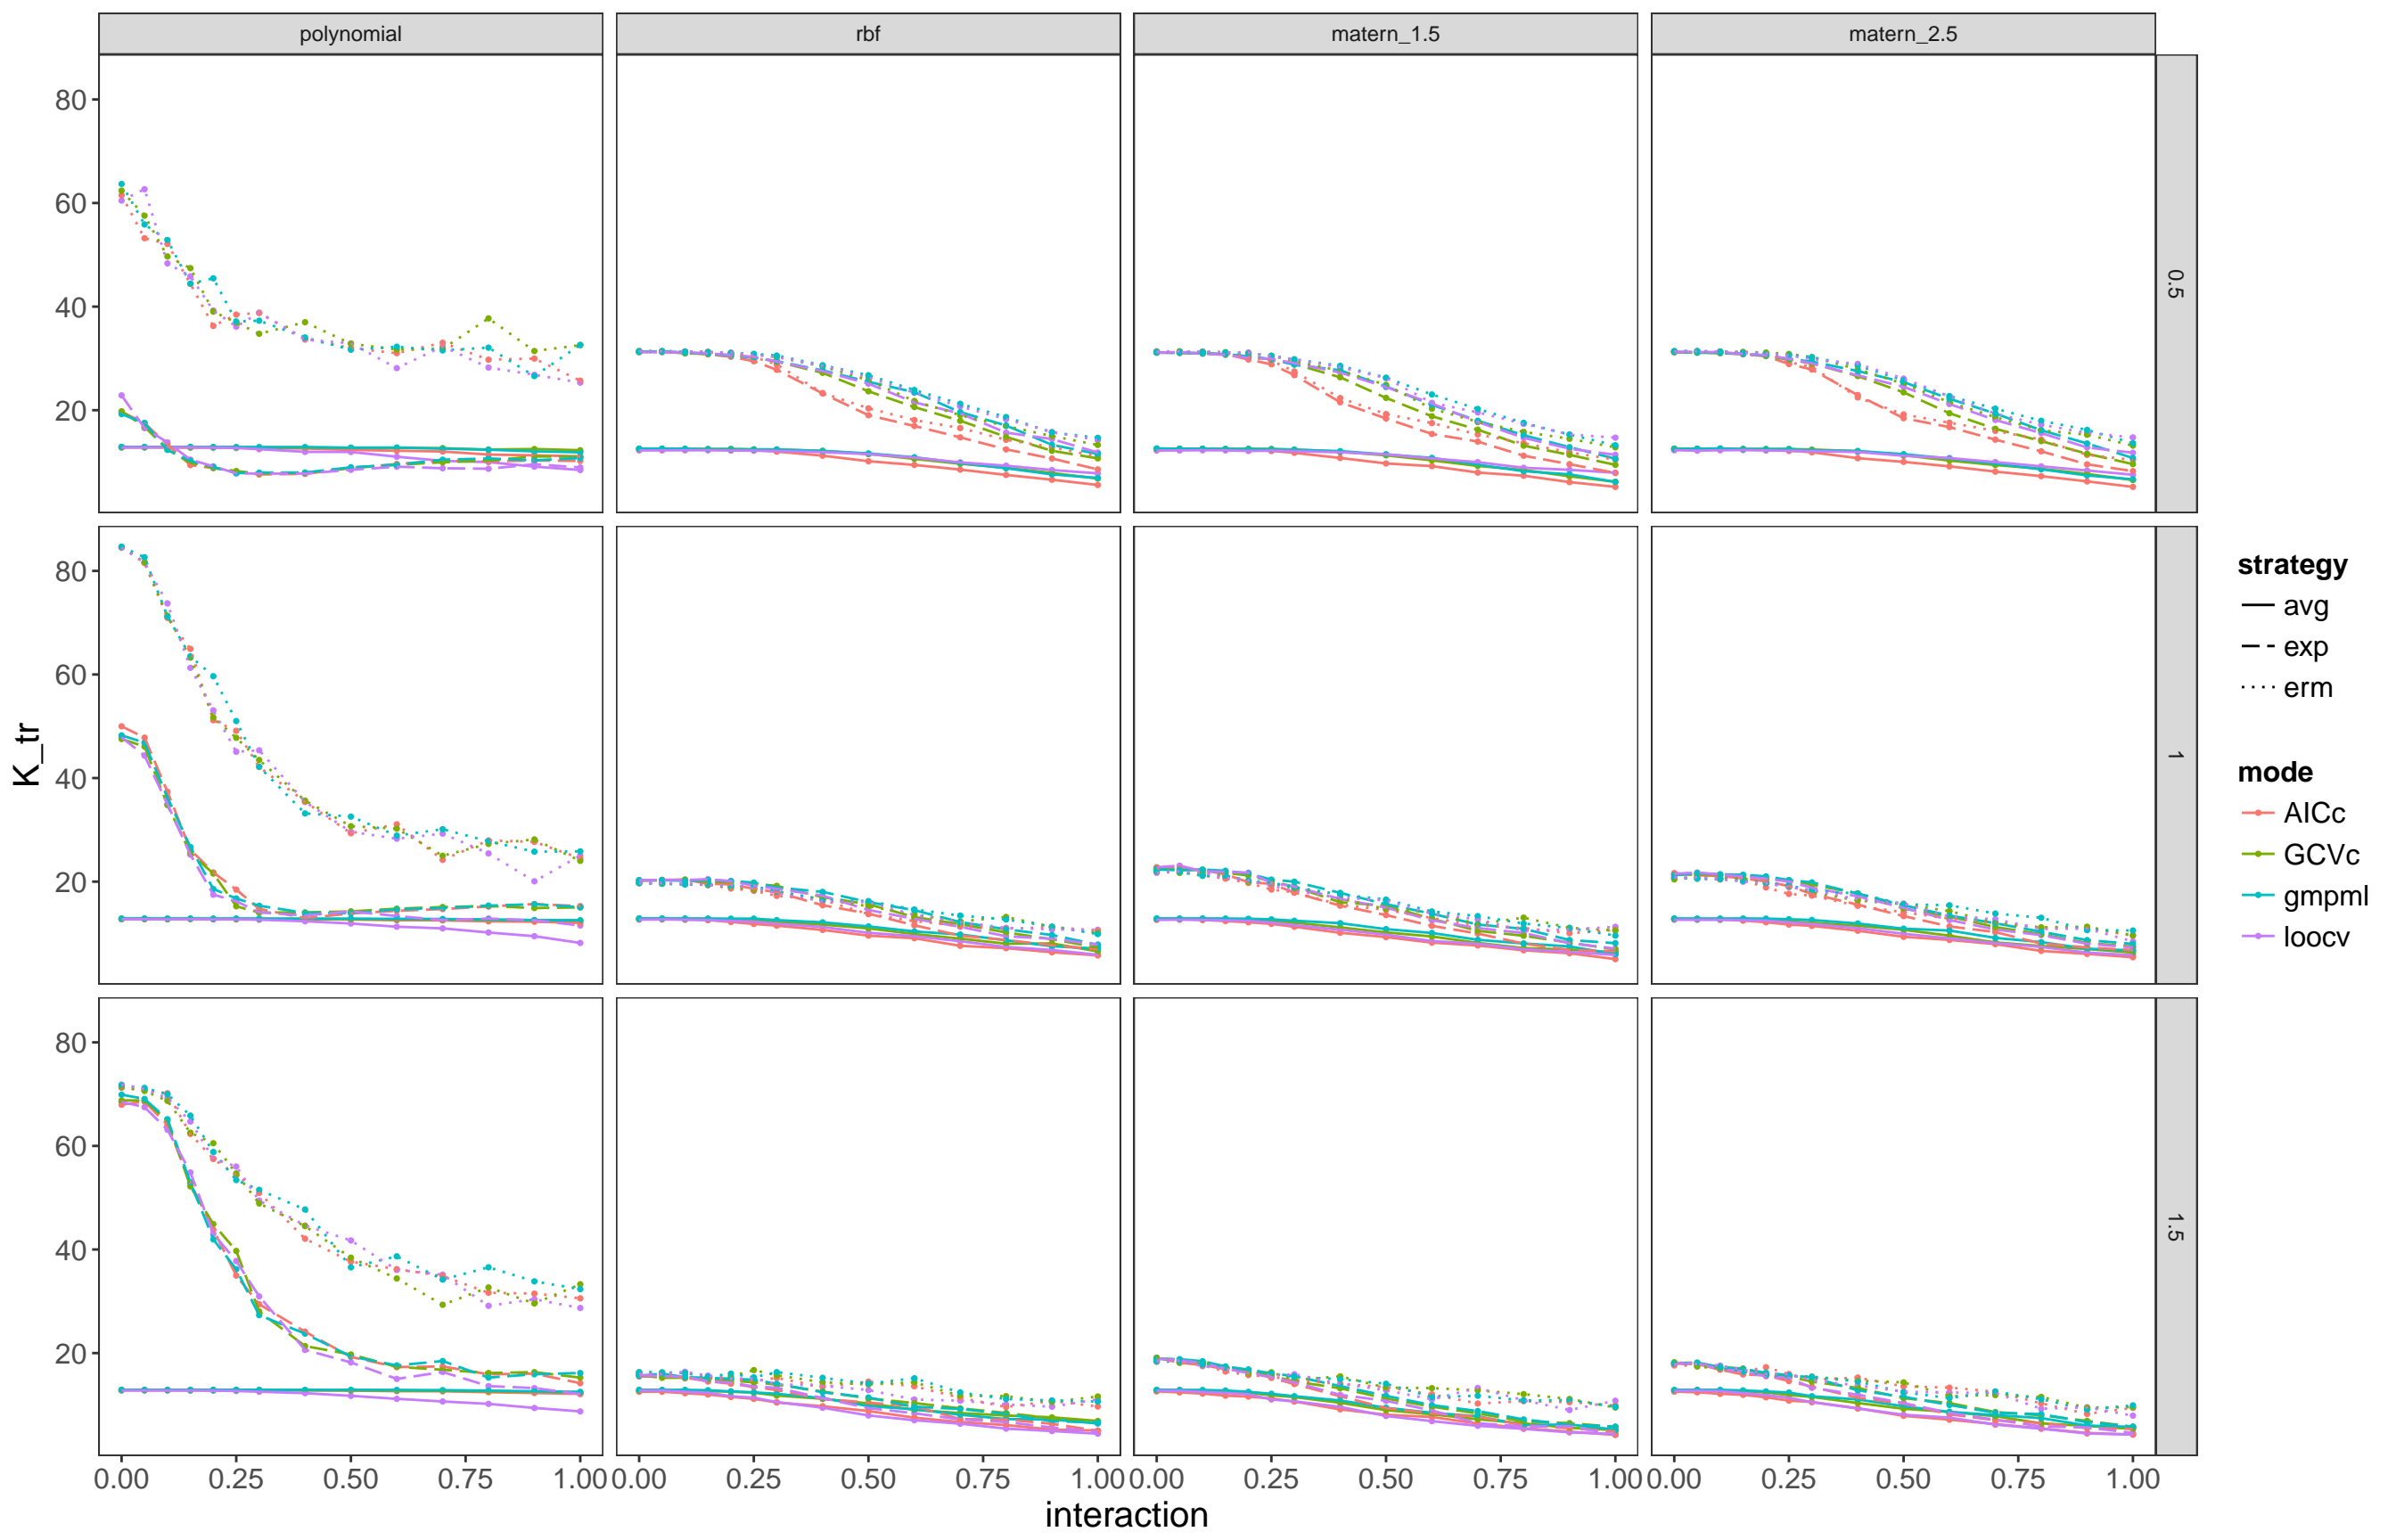 polynomial rbf matern_1.5 matern_2.5
80
60
40
20
0.5
80
60
40
20
1
80
60
40
20
1.5
K_tr
0.00 0.25 0.50 0.75 1.00 0.00 0.25 0.50 0.75 1.00 0.00 0.25 0.50 0.75 1.00 0.00 0.25 0.50 0.75 1.00
interaction
strategy
avg
exp
erm
mode
AICc
GCVc
gmpml
loocv